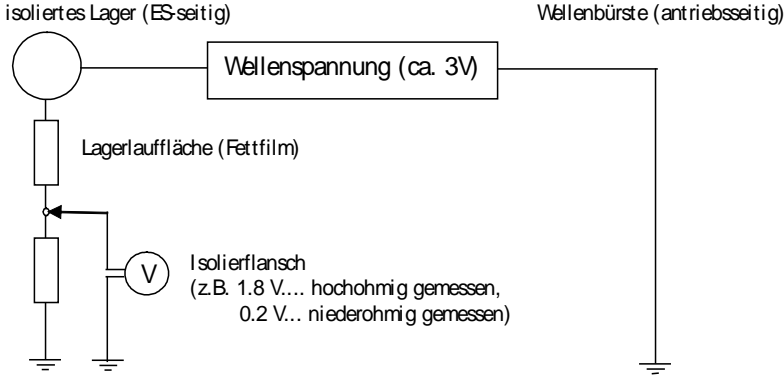 isoliertes Lager (ES-seitig)
Wellenbürste (antriebsseitig)
Wellenspannung (ca. 3V)
Lagerlauffläche (Fettfilm)
V
Isolierflansch
(z.B. 1.8 V.... hochohmig gemessen,
0.2 V... niederohmig gemessen)